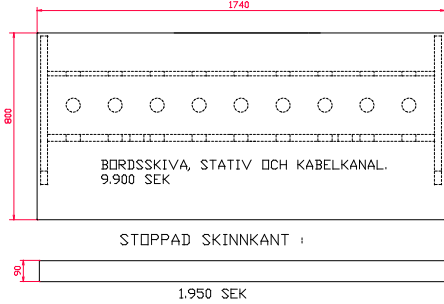 1740
800
BORDSSKIVA, STATIV OCH KABELKANAL.
9.900 SEK
STOPPAD SKINNKANT :
90
1.950 SEK